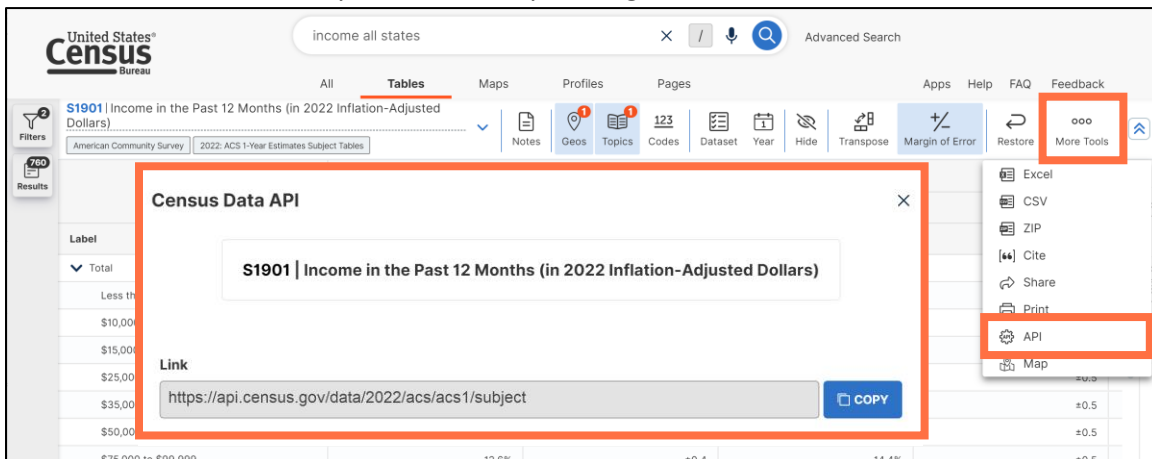 United States®
Census
Bureau
income all states
/
Advanced Search
All
Tables
Maps
Profiles
Pages
Apps
Help
FAQ
Feedback
2
Filters
760
Results
S1901 | Income in the Past 12 Months (in 2022 Inflation-Adjusted
Dollars)
American Community Survey
2022: ACS 1-Year Estimates Subject Tables
Notes
1
Geos
1
Topics
123
Codes
Dataset
1
Year
Hide
Transpose
+/-
Margin of Error
Restore
More Tools
Excel
CSV
ZIP
Cite
Share
Print
API
Map
Census Data API
S1901 | Income in the Past 12 Months (in 2022 Inflation-Adjusted Dollars)
Link
https://api.census.gov/data/2022/acs/acs1/subject
COPY
Label
Total
Less th
$10,00
$15,00
$25,00
$35,00
±0.5
$50,00
±0.5